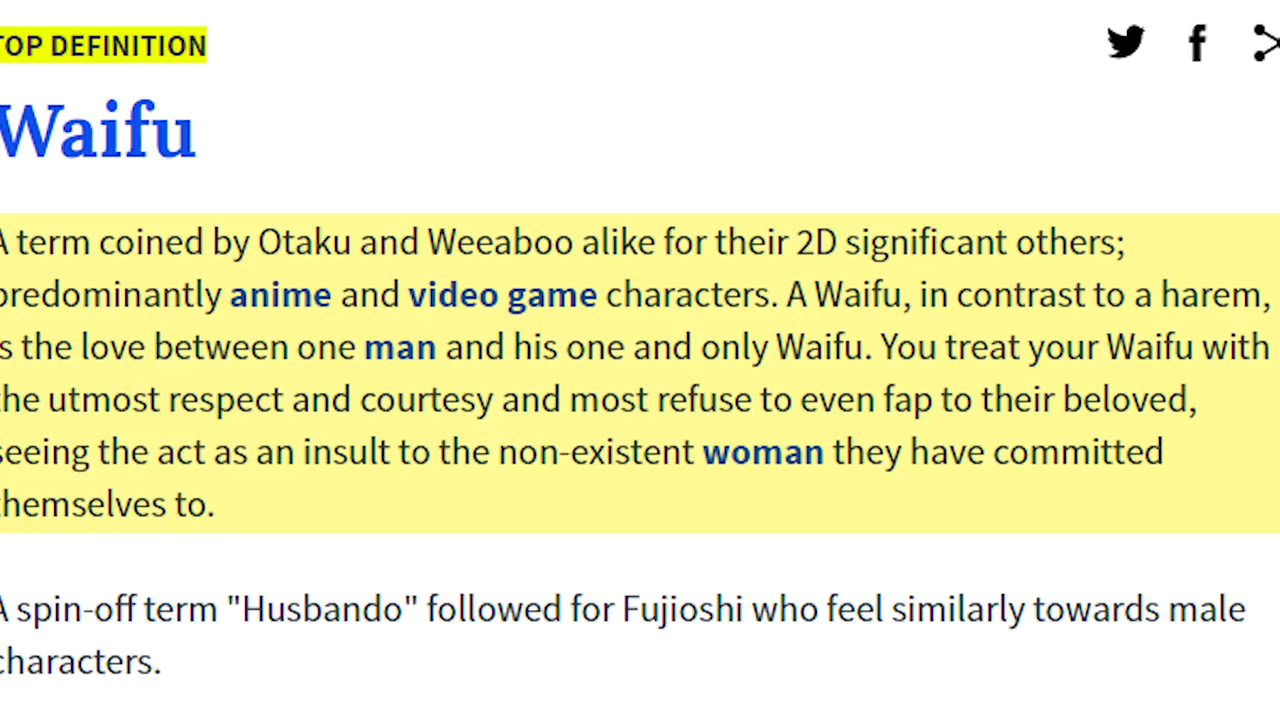 TOP DEFINITION
Waifu
A term coined by Otaku and Weeaboo alike for their 2D significant others;
predominantly anime and video game characters. A Waifu, in contrast to a harem,
is the love between one man and his one and only Waifu. You treat your Waifu with
the utmost respect and courtesy and most refuse to even fap to their beloved,
seeing the act as an insult to the non-existent woman they have committed
themselves to.
A spin-off term "Husbando" followed for Fujioshi who feel similarly towards male
characters.